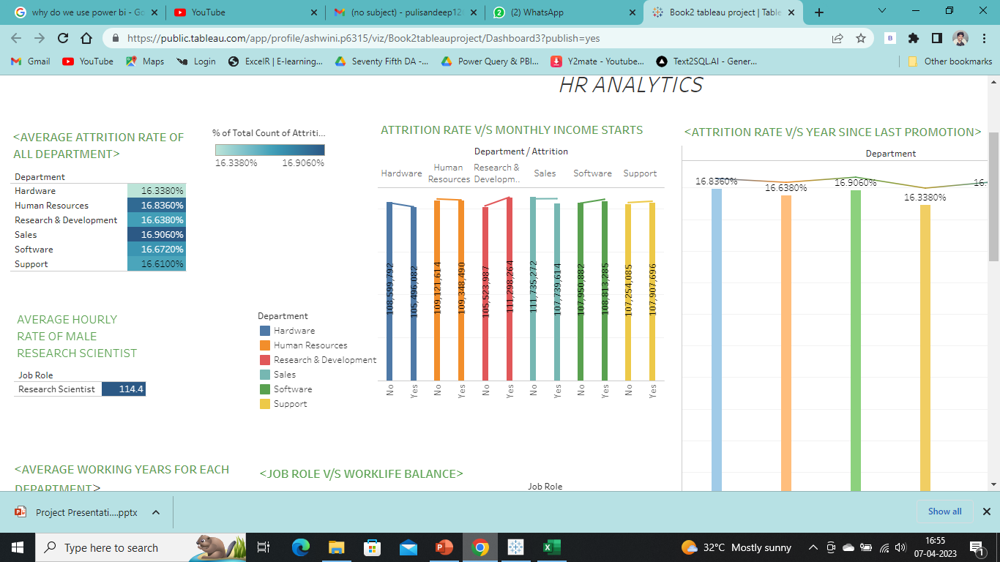 why do we use power bi - Go
YouTube
(no subject) - pulisandeep12
(2) WhatsApp
Book2 tableau project | Table
https://public.tableau.com/app/profile/ashwini.p6315/viz/Book2tableauproject/Dashboard3?publish=yes
B
Gmail
YouTube
Maps
Login
ExcelR | E-learning...
Seventy Fifth DA -...
Power Query & PBI...
Y2mate - Youtube...
Text2SQL.AI - Gener...
Other bookmarks
HR ANALYTICS
<AVERAGE ATTRITION RATE OF
ALL DEPARTMENT>
Department
Hardware 16.3380%
Human Resources 16.8360%
Research & Development 16.6380%
Sales 16.9060%
Software 16.6720%
Support 16.6100%
% of Total Count of Attriti...
16.3380% 16.9060%
AVERAGE HOURLY
RATE OF MALE
RESEARCH SCIENTIST
Job Role
Research Scientist 114.4
Department
Hardware
Human Resources
Research & Development
Sales
Software
Support
ATTRITION RATE V/S MONTHLY INCOME STARTS
Department / Attrition
Hardware
Human
Resources
Research &
Developm..
Sales
Software
Support
108,599,792
105,496,082
109,121,614
109,348,490
105,523,987
111,298,264
111,735,272
107,739,614
107,950,882
108,813,285
107,254,085
107,907,696
No Yes No Yes No Yes No Yes No Yes No Yes
<ATTRITION RATE V/S YEAR SINCE LAST PROMOTION>
Department
16.8360%
16.6380%
16.9060%
16.3380%
16.
<AVERAGE WORKING YEARS FOR EACH
DEPARTMENT>
<JOB ROLE V/S WORKLIFE BALANCE>
Job Role
Project Presentati....pptx
Show all
Type here to search
32°C Mostly sunny
16:55
07-04-2023
1